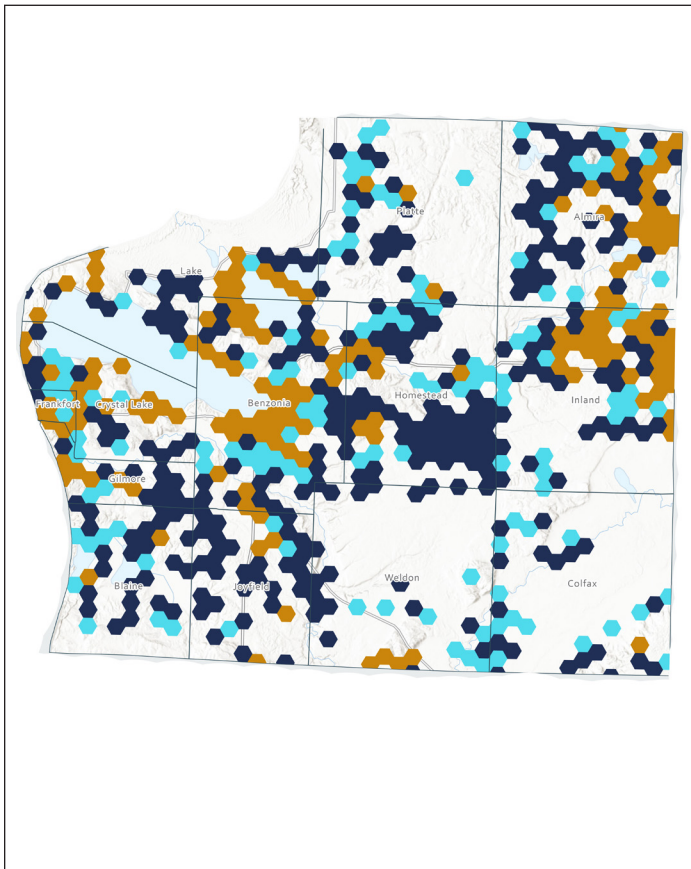 Platte
Almira
Lake
Homestead
Inland
Frankfort
Crystal Lake
Benzonia
Gilmore
Weldon
Colfax
Blaine
Joyfield